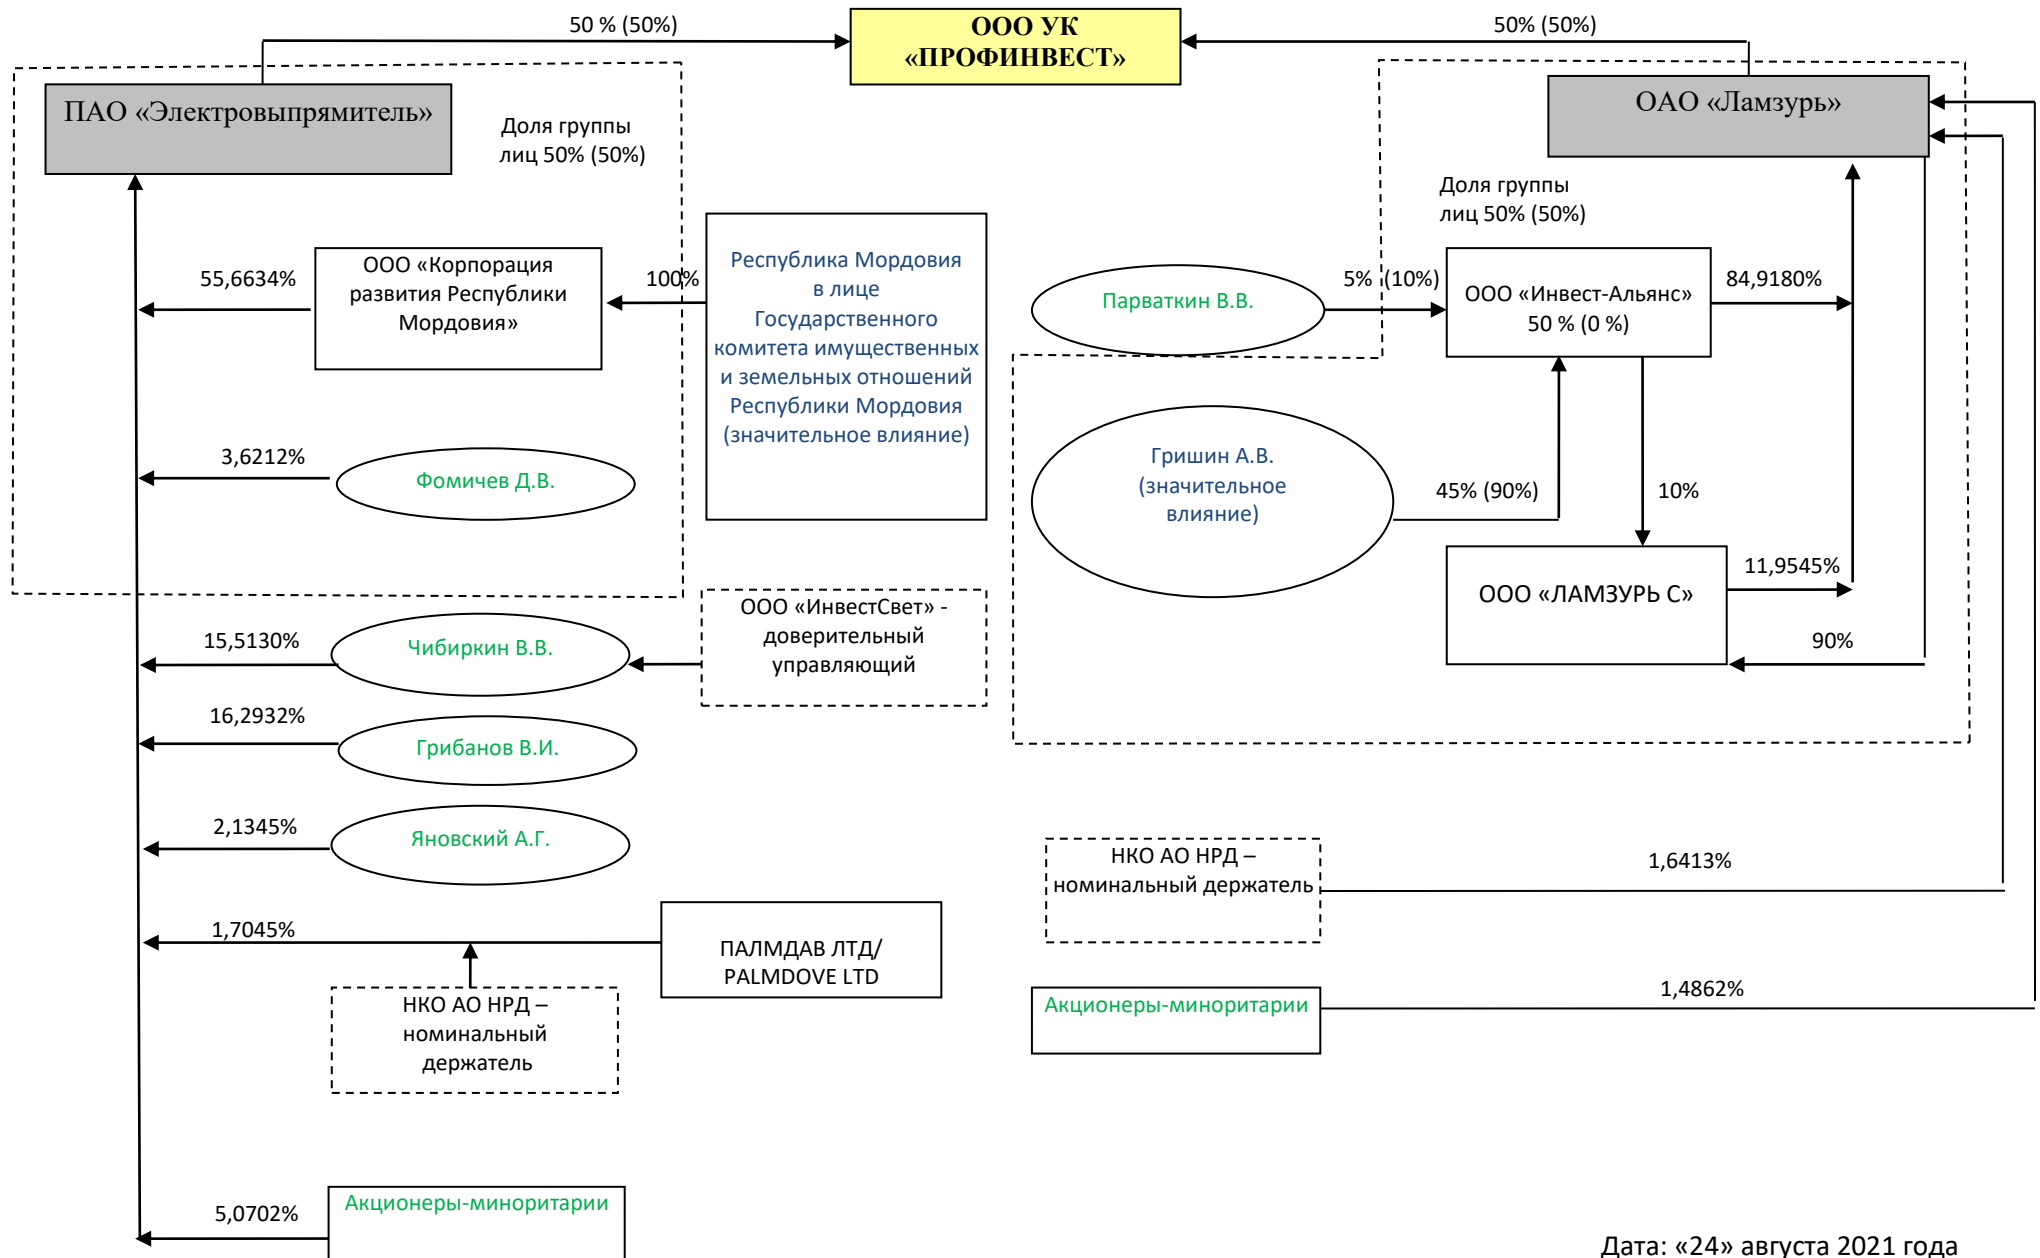 50 % (50%)
ООО УК
«ПРОФИНВЕСТ»
50% (50%)
ПАО «Электровыпрямитель»
Доля группы
лиц 50% (50%)
ОАО «Ламзурь»
Доля группы
лиц 50% (50%)
55,6634%
ООО «Корпорация
развития Республики
Мордовия»
100%
Республика Мордовия
в лице
Государственного
комитета имущественных
и земельных отношений
Республики Мордовия
(значительное влияние)
Парваткин В.В.
5% (10%)
ООО «Инвест-Альянс»
50 % (0 %)
84,9180%
3,6212%
Фомичев Д.В.
Гришин А.В.
(значительное
влияние)
45% (90%)
10%
ООО «ЛАМЗУРЬ С»
11,9545%
90%
15,5130%
Чибиркин В.В.
ООО «ИнвестСвет» -
доверительный
управляющий
16,2932%
Грибанов В.И.
2,1345%
Яновский А.Г.
НКО АО НРД –
номинальный держатель
1,6413%
1,7045%
ПАЛМДАВ ЛТД/
PALMDOVE LTD
НКО АО НРД –
номинальный
держатель
Акционеры-миноритарии
1,4862%
5,0702%
Акционеры-миноритарии
Дата: «24» августа 2021 года